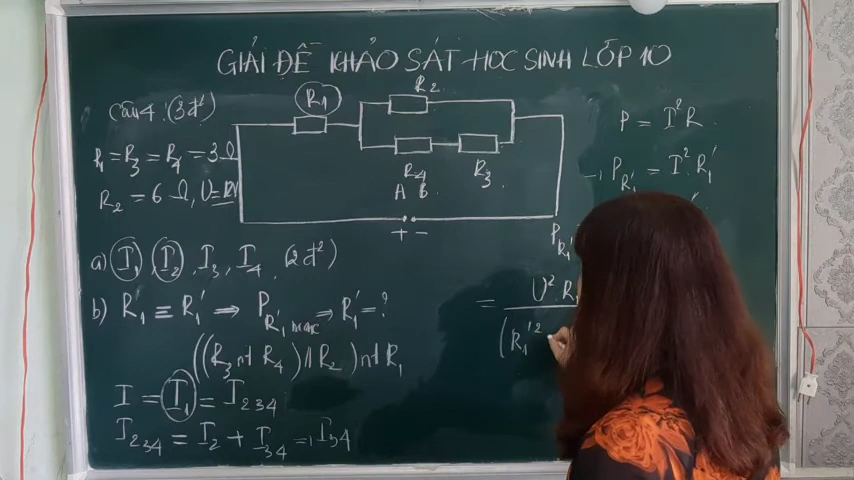 GIẢI ĐỀ KHẢO SÁT HỌC SINH LỚP 10
Câu 4: (3đ)
R1 = R3 = R4 = 3Ω
R2 = 6 Ω, U=
R1
R2
R4
R3
A B
+ −
P = I² R
→ P R1' = I². R1'
P R1'
= U². R1
(R1'²
a) I1, I2, I3, I4 (2đ)
b) R1 ≡ R1' ⇒ P R1' max ⇒ R1' = ?
((R3 nt R4) // R2) nt R1
I = I1 = I234
I234 = I2 + I34 = I34